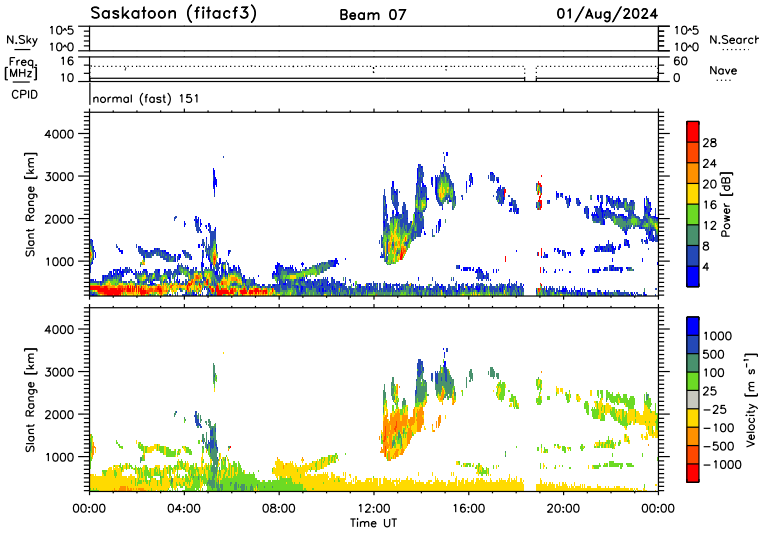 Saskatoon (fitacf3) Beam 07 01/Aug/2024
N.Sky 10^5 10^0 10^5 10^0 N.Search
Freq. [MHz] 16 10 60 0 Nave
CPID normal (fast) 151
Slant Range [km] 4000 3000 2000 1000
28 24 20 16 12 8 4 Power [dB]
Slant Range [km] 4000 3000 2000 1000
1000 500 100 25 −25 −100 −500 −1000 Velocity [m s⁻¹]
00:00 04:00 08:00 12:00 16:00 20:00 00:00
Time UT